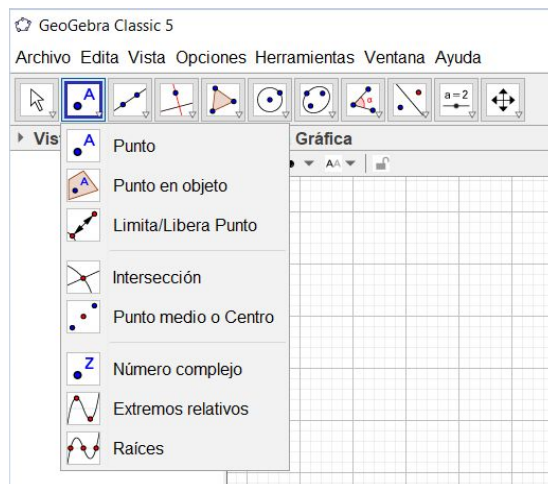 GeoGebra Classic 5
Archivo Edita Vista Opciones Herramientas Ventana Ayuda
A
α
a=2
Vis
Gráfica
AA
A Punto
A Punto en objeto
Limita/Libera Punto
Intersección
Punto medio o Centro
Z Número complejo
Extremos relativos
Raíces